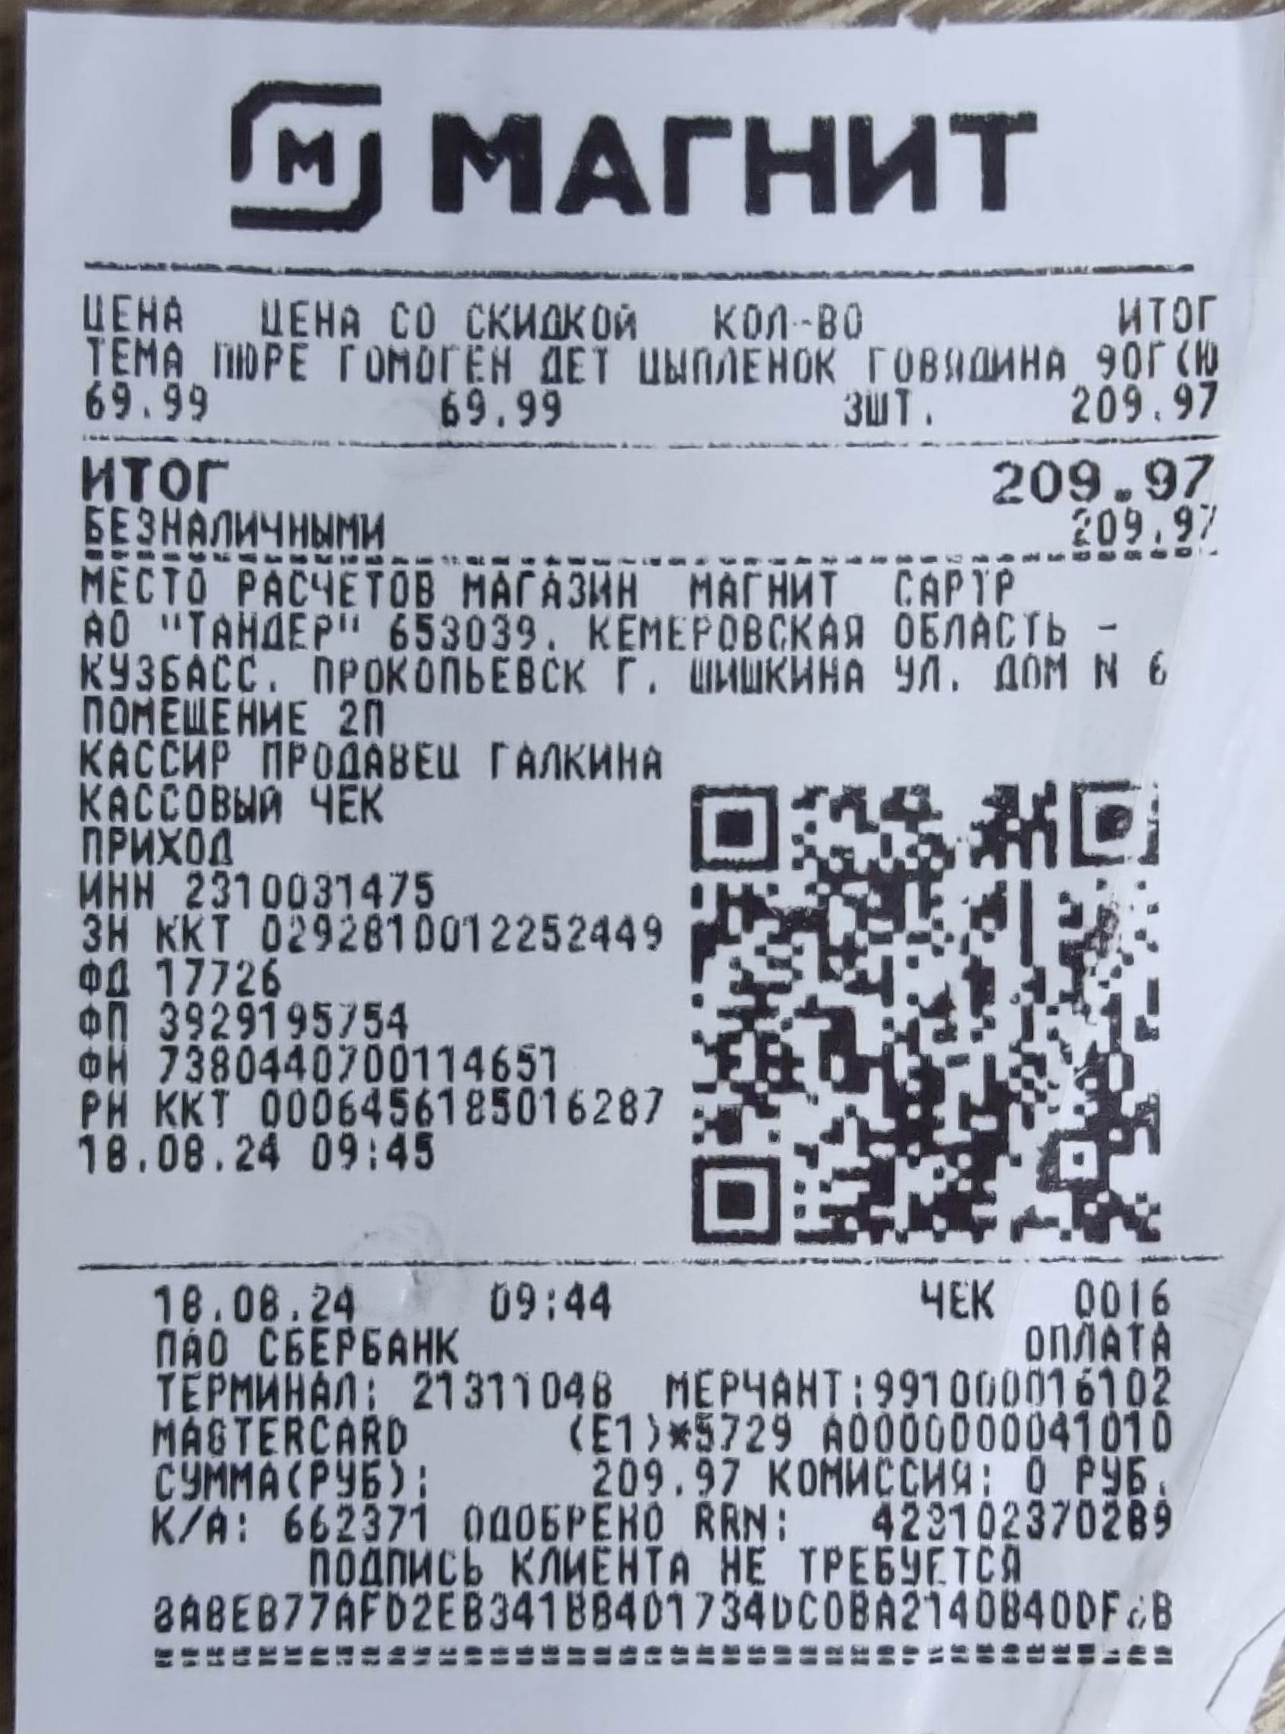 МАГНИТ
ЦЕНА ЦЕНА СО СКИДКОЙ КОЛ-ВО ИТОГ
ТЕМА ПЮРЕ ГОМОГЕН ДЕТ ЦЫПЛЕНОК ГОВЯДИНА 90Г(Ю
69.99 69.99 3ШТ. 209.97
ИТОГ 209.97
БЕЗНАЛИЧНЫМИ 209.97
МЕСТО РАСЧЕТОВ МАГАЗИН МАГНИТ САРТР
АО "ТАНДЕР" 653039. КЕМЕРОВСКАЯ ОБЛАСТЬ -
КУЗБАСС. ПРОКОПЬЕВСК Г. ШИШКИНА УЛ. ДОМ N 6
ПОМЕЩЕНИЕ 2П
КАССИР ПРОДАВЕЦ ГАЛКИНА
КАССОВЫЙ ЧЕК
ПРИХОД
ИНН 2310031475
ЗН ККТ 0292810012252449
ФД 17726
ФП 3929195754
ФН 7380440700114651
РН ККТ 0006456185016287
18.08.24 09:45
18.08.24 09:44 ЧЕК 0016
ПАО СБЕРБАНК ОПЛАТА
ТЕРМИНАЛ: 21311048 МЕРЧАНТ:991000016102
MASTERCARD (E1)*5729 A0000000041010
СУММА(РУБ): 209.97 КОМИССИЯ: 0 РУБ.
К/А: 662371 ОДОБРЕНО RRN: 423102370289
ПОДПИСЬ КЛИЕНТА НЕ ТРЕБУЕТСЯ